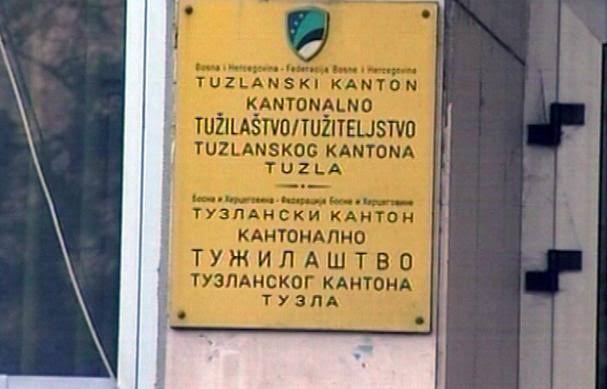 Bosna i Hercegovina - Federacija Bosne i Hercegovine
TUZLANSKI KANTON
KANTONALNO
TUŽILAŠTVO/TUŽITELJSTVO
TUZLANSKOG KANTONA
TUZLA
Босна и Херцеговина - Федерација Босне и Херцеговине
ТУЗЛАНСКИ КАНТОН
КАНТОНАЛНО
ТУЖИЛАШТВО
ТУЗЛАНСКОГ КАНТОНА
ТУЗЛА